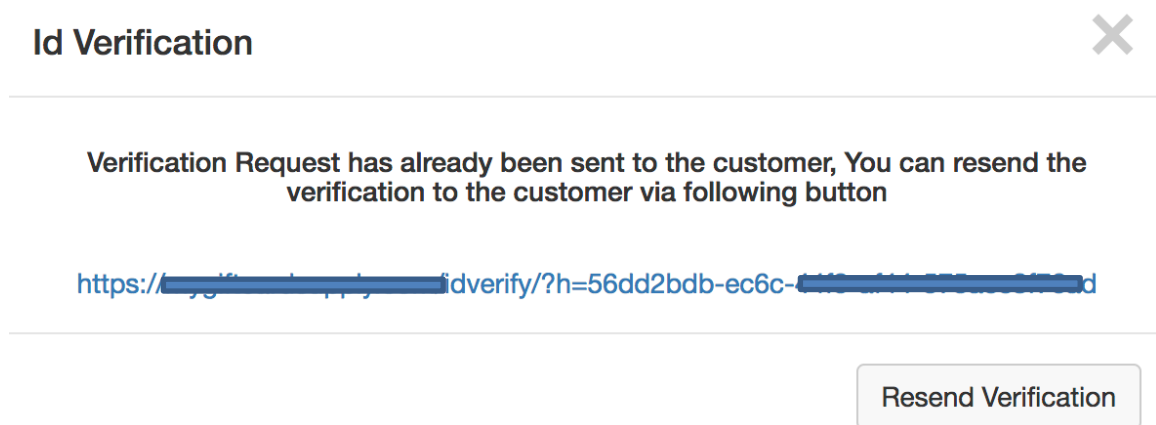 Id Verification
Verification Request has already been sent to the customer, You can resend the
verification to the customer via following button
https:// idverify/?h=56dd2bdb-ec6c- d
Resend Verification